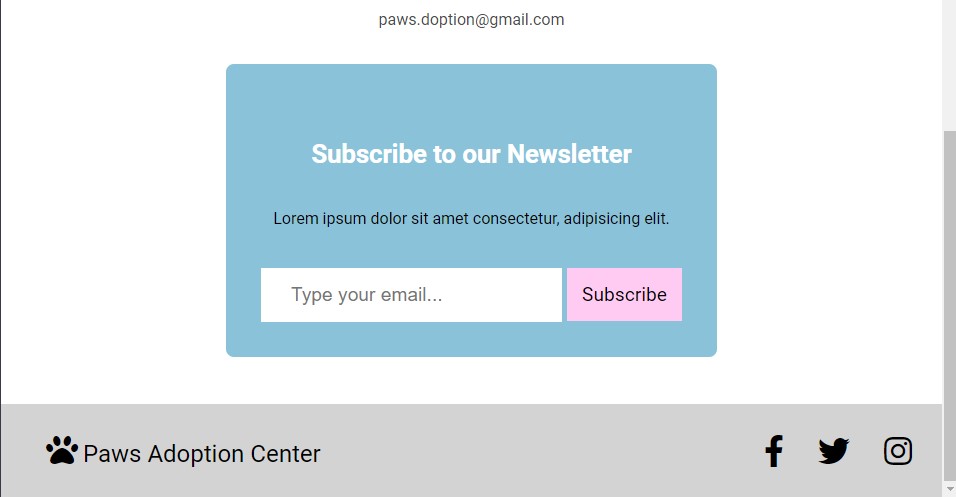 paws.doption@gmail.com
Subscribe to our Newsletter
Lorem ipsum dolor sit amet consectetur, adipisicing elit.
Type your email... Subscribe
Paws Adoption Center